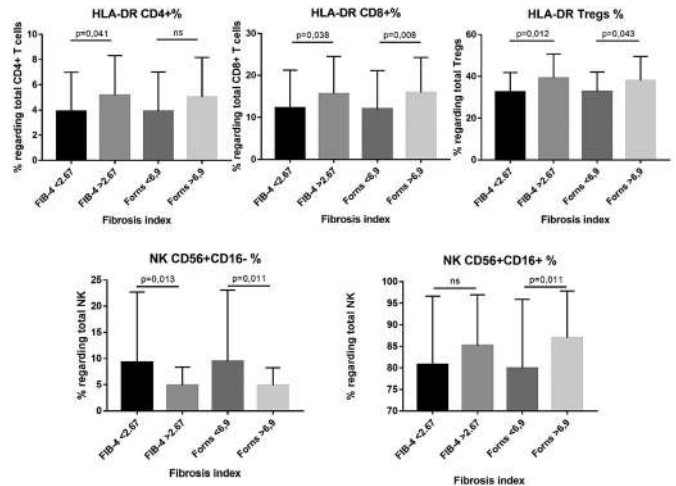 HLA-DR CD4+%
% regarding total CD4+ T cells
10
8
6
4
2
0
p=0,041
ns
FIB-4 <2.67
FIB-4 >2.67
Forns <6,9
Forns >6,9
Fibrosis index
HLA-DR CD8+%
% regarding total CD8+ T cells
30
20
10
0
p=0,038
p=0,008
FIB-4 <2.67
FIB-4 >2.67
Forns <6,9
Forns >6,9
Fibrosis index
HLA-DR Tregs %
% regarding total Tregs
60
40
20
0
p=0,012
p=0,043
FIB-4 <2.67
FIB-4 >2.67
Forns <6,9
Forns >6,9
Fibrosis index
NK CD56+CD16- %
% regarding total NK
25
20
15
10
5
0
p=0,013
p=0,011
FIB-4 <2.67
FIB-4 >2.67
Forns <6,9
Forns >6,9
Fibrosis index
NK CD56+CD16+ %
% regarding total NK
100
95
90
85
80
75
70
ns
p=0,011
FIB-4 <2.67
FIB-4 >2.67
Forns <6,9
Forns >6,9
Fibrosis index